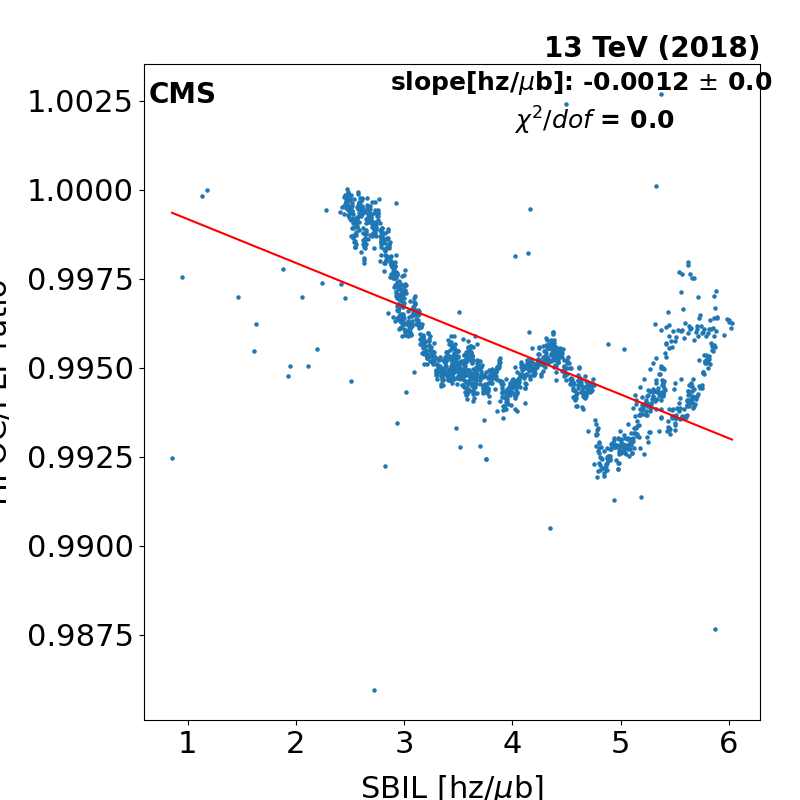 13 TeV (2018)
CMS
slope[hz/μb]: -0.0012 ± 0.0
χ²/dof = 0.0
1.0025
1.0000
0.9975
0.9950
0.9925
0.9900
0.9875
1 2 3 4 5 6
SBIL [hz/μb]